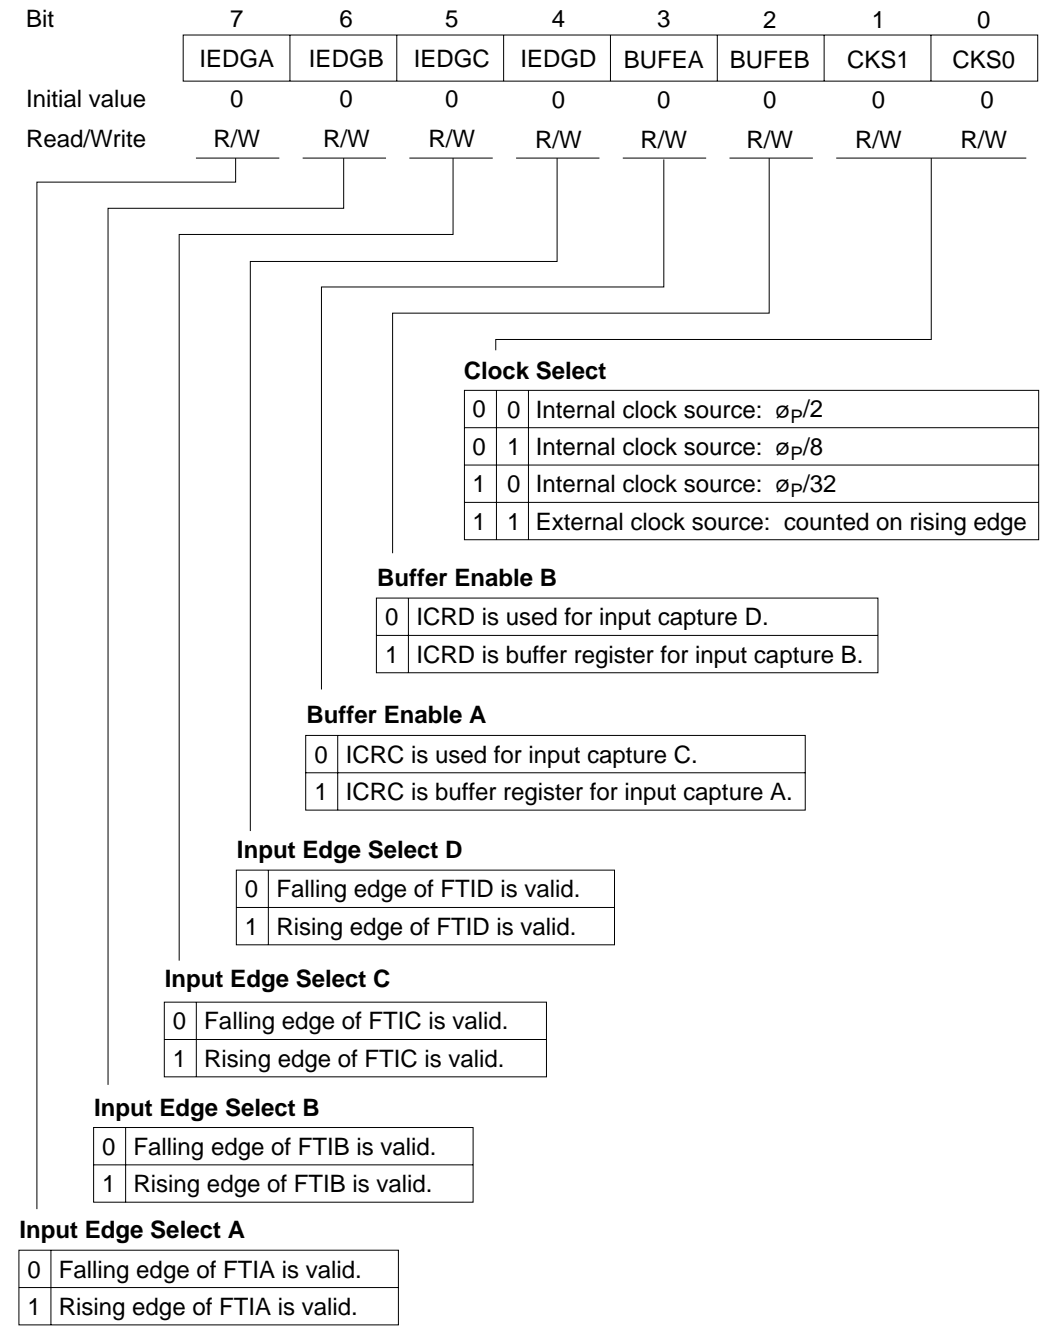 Bit 7 6 5 4 3 2 1 0
IEDGA IEDGB IEDGC IEDGD BUFEA BUFEB CKS1 CKS0
Initial value 0 0 0 0 0 0 0 0
Read/Write R/W R/W R/W R/W R/W R/W R/W R/W
Clock Select
0 0 Internal clock source: øP/2
0 1 Internal clock source: øP/8
1 0 Internal clock source: øP/32
1 1 External clock source: counted on rising edge
Buffer Enable B
0 ICRD is used for input capture D.
1 ICRD is buffer register for input capture B.
Buffer Enable A
0 ICRC is used for input capture C.
1 ICRC is buffer register for input capture A.
Input Edge Select D
0 Falling edge of FTID is valid.
1 Rising edge of FTID is valid.
Input Edge Select C
0 Falling edge of FTIC is valid.
1 Rising edge of FTIC is valid.
Input Edge Select B
0 Falling edge of FTIB is valid.
1 Rising edge of FTIB is valid.
Input Edge Select A
0 Falling edge of FTIA is valid.
1 Rising edge of FTIA is valid.